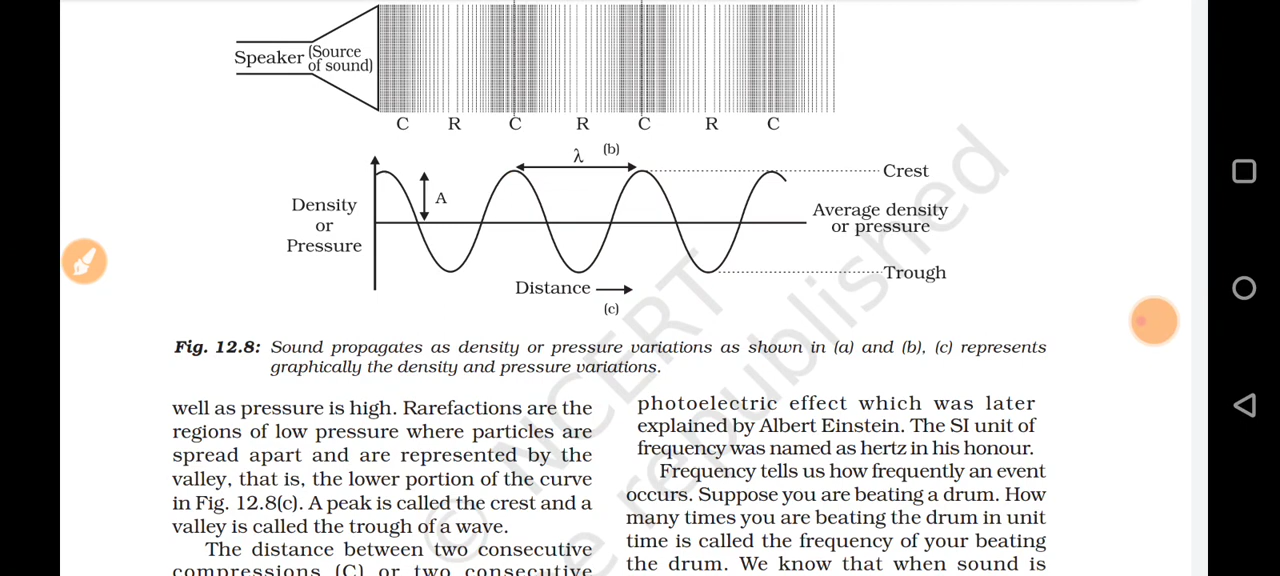 Speaker (Source of sound)
C R C R C R C
(b)
λ
A
Crest
Density
or
Pressure
Average density
or pressure
Trough
Distance
(c)
Fig. 12.8: Sound propagates as density or pressure variations as shown in (a) and (b), (c) represents
graphically the density and pressure variations.
well as pressure is high. Rarefactions are the
regions of low pressure where particles are
spread apart and are represented by the
valley, that is, the lower portion of the curve
in Fig. 12.8(c). A peak is called the crest and a
valley is called the trough of a wave.
The distance between two consecutive
compressions (C) or two consecutive
photoelectric effect which was later
explained by Albert Einstein. The SI unit of
frequency was named as hertz in his honour.
Frequency tells us how frequently an event
occurs. Suppose you are beating a drum. How
many times you are beating the drum in unit
time is called the frequency of your beating
the drum. We know that when sound is
© NCERT
e republished